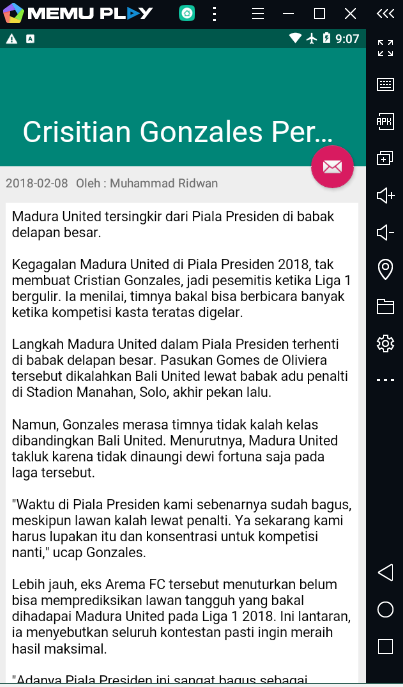 MEMU PLAY
A 9:07
Crisitian Gonzales Per...
2018-02-08 Oleh : Muhammad Ridwan
Madura United tersingkir dari Piala Presiden di babak
delapan besar.
Kegagalan Madura United di Piala Presiden 2018, tak
membuat Cristian Gonzales, jadi pesemitis ketika Liga 1
bergulir. Ia menilai, timnya bakal bisa berbicara banyak
ketika kompetisi kasta teratas digelar.
Langkah Madura United dalam Piala Presiden terhenti
di babak delapan besar. Pasukan Gomes de Oliviera
tersebut dikalahkan Bali United lewat babak adu penalti
di Stadion Manahan, Solo, akhir pekan lalu.
Namun, Gonzales merasa timnya tidak kalah kelas
dibandingkan Bali United. Menurutnya, Madura United
takluk karena tidak dinaungi dewi fortuna saja pada
laga tersebut.
"Waktu di Piala Presiden kami sebenarnya sudah bagus,
meskipun lawan kalah lewat penalti. Ya sekarang kami
harus lupakan itu dan konsentrasi untuk kompetisi
nanti," ucap Gonzales.
Lebih jauh, eks Arema FC tersebut menuturkan belum
bisa memprediksikan lawan tangguh yang bakal
dihadapai Madura United pada Liga 1 2018. Ini lantaran,
ia menyebutkan seluruh kontestan pasti ingin meraih
hasil maksimal.
"Adanya Piala Presiden ini sangat bagus sebagai
APK